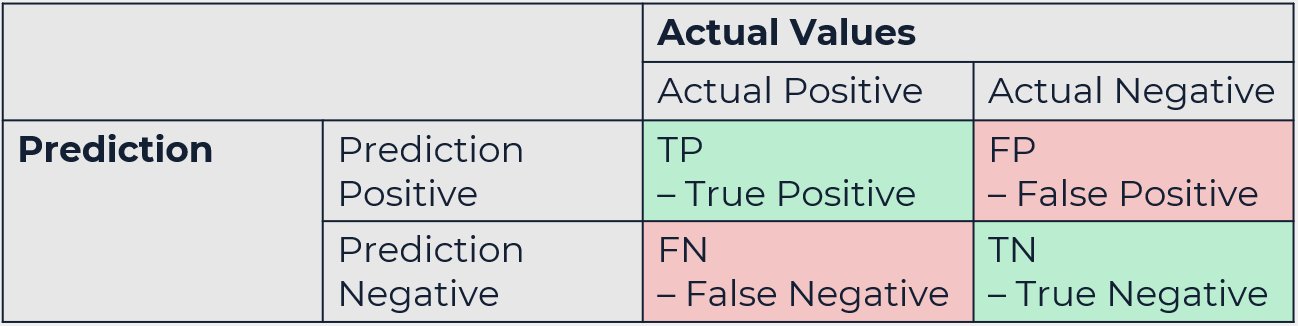 Actual Values
Actual Positive
Actual Negative
Prediction
Prediction
Positive
TP
– True Positive
FP
– False Positive
Prediction
Negative
FN
– False Negative
TN
– True Negative